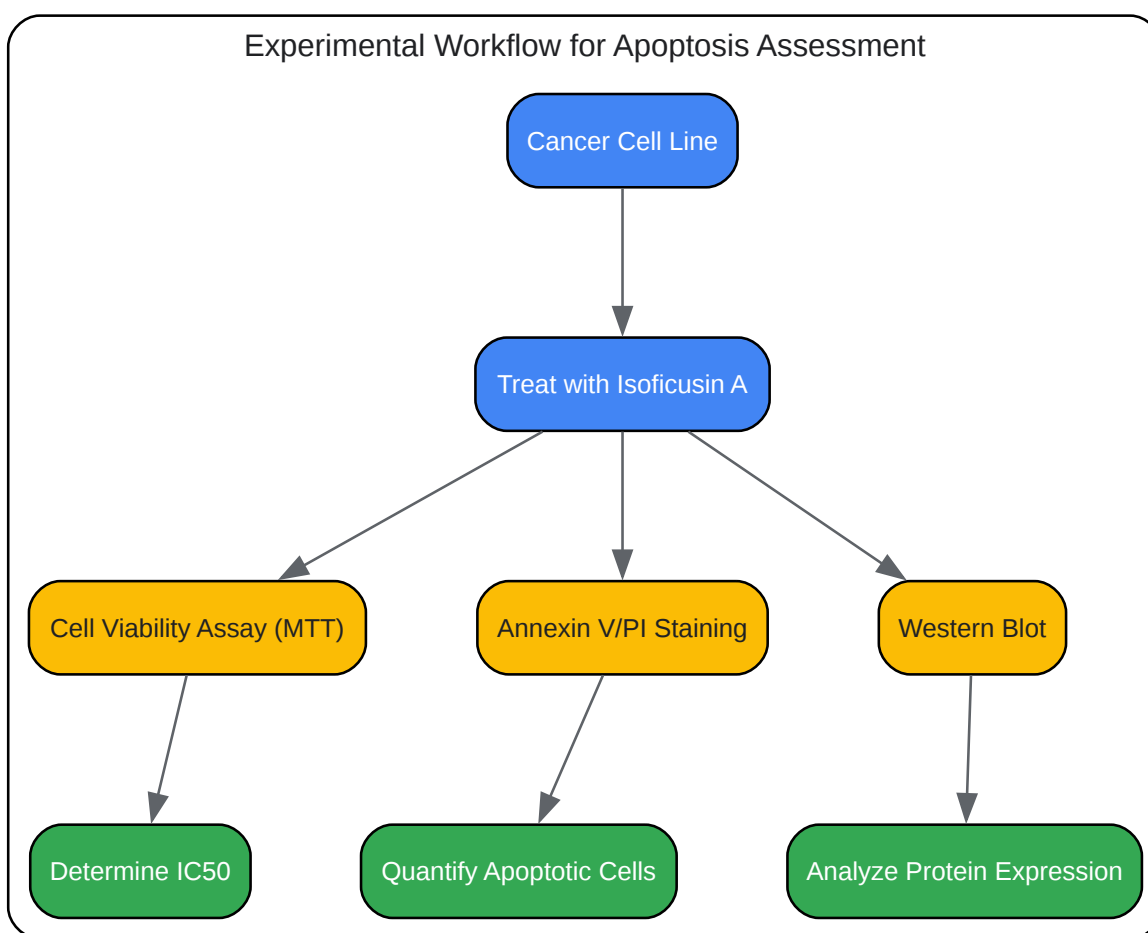 Experimental Workflow for Apoptosis Assessment
Cancer Cell Line
Treat with Isoficusin A
Cell Viability Assay (MTT)
Annexin V/PI Staining
Western Blot
Determine IC50
Quantify Apoptotic Cells
Analyze Protein Expression